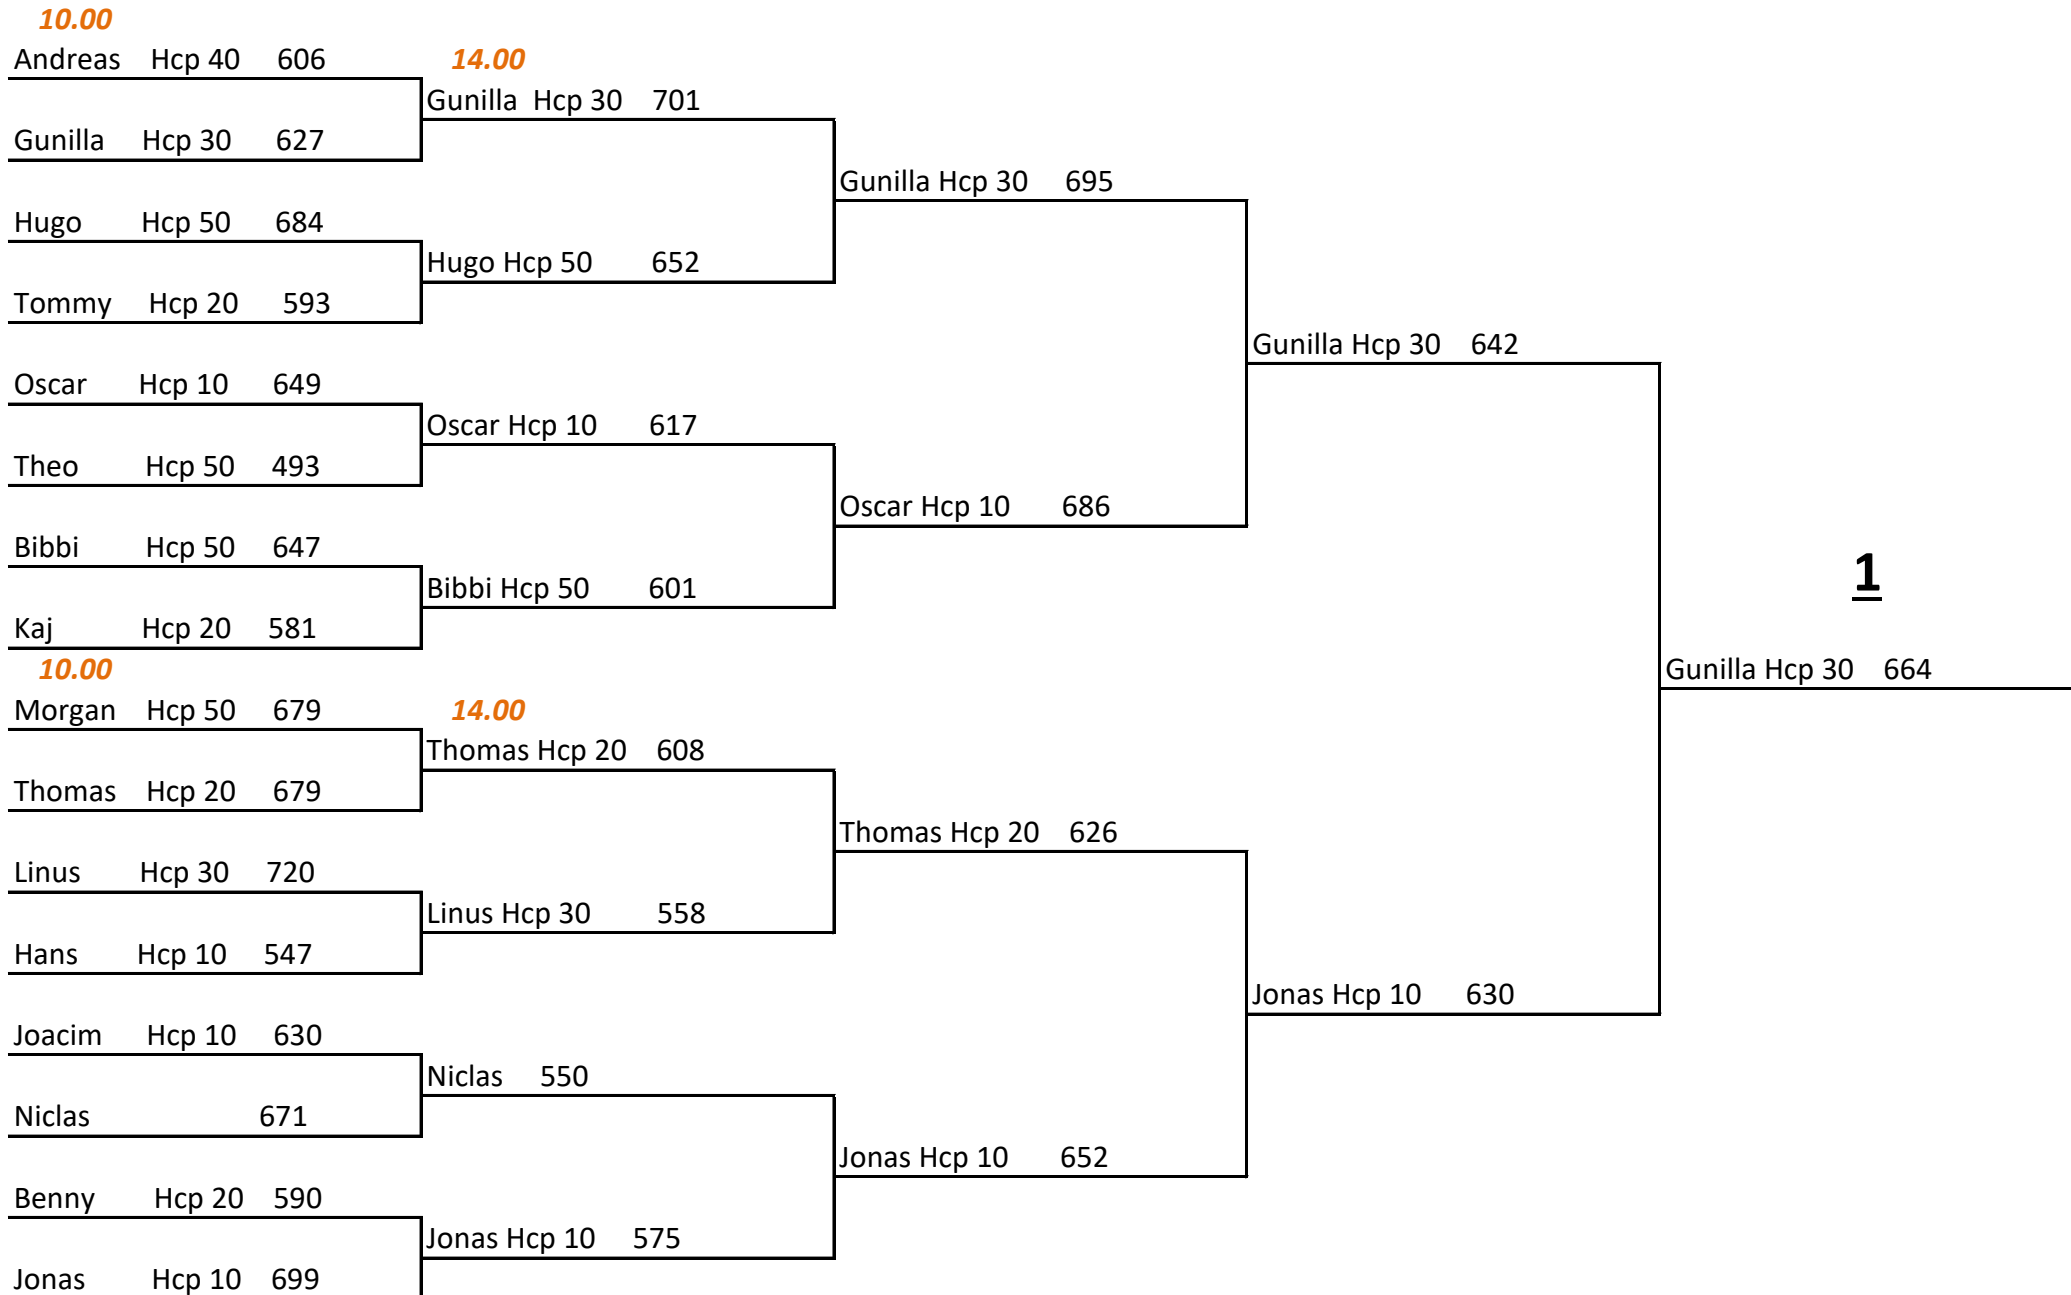 10.00
Andreas Hcp 40 606
14.00
Gunilla Hcp 30 701
Gunilla Hcp 30 627
Gunilla Hcp 30 695
Hugo Hcp 50 684
Hugo Hcp 50 652
Tommy Hcp 20 593
Gunilla Hcp 30 642
Oscar Hcp 10 649
Oscar Hcp 10 617
Theo Hcp 50 493
Oscar Hcp 10 686
Bibbi Hcp 50 647
1
Bibbi Hcp 50 601
Kaj Hcp 20 581
10.00
Gunilla Hcp 30 664
Morgan Hcp 50 679
14.00
Thomas Hcp 20 608
Thomas Hcp 20 679
Thomas Hcp 20 626
Linus Hcp 30 720
Linus Hcp 30 558
Hans Hcp 10 547
Jonas Hcp 10 630
Joacim Hcp 10 630
Niclas 550
Niclas 671
Jonas Hcp 10 652
Benny Hcp 20 590
Jonas Hcp 10 575
Jonas Hcp 10 699